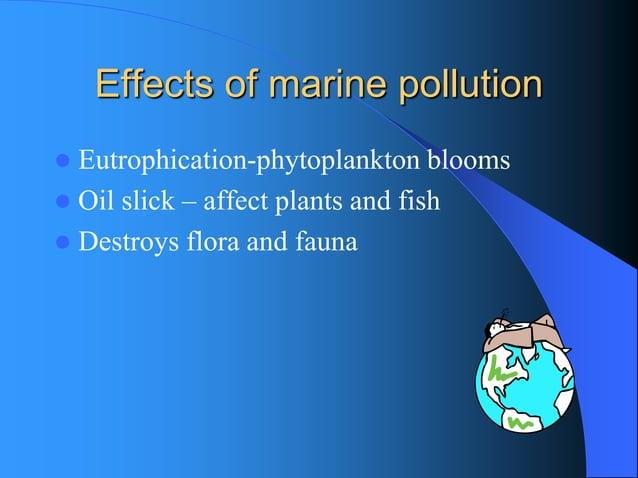 Effects of marine pollution
Eutrophication-phytoplankton blooms
Oil slick – affect plants and fish
Destroys flora and fauna